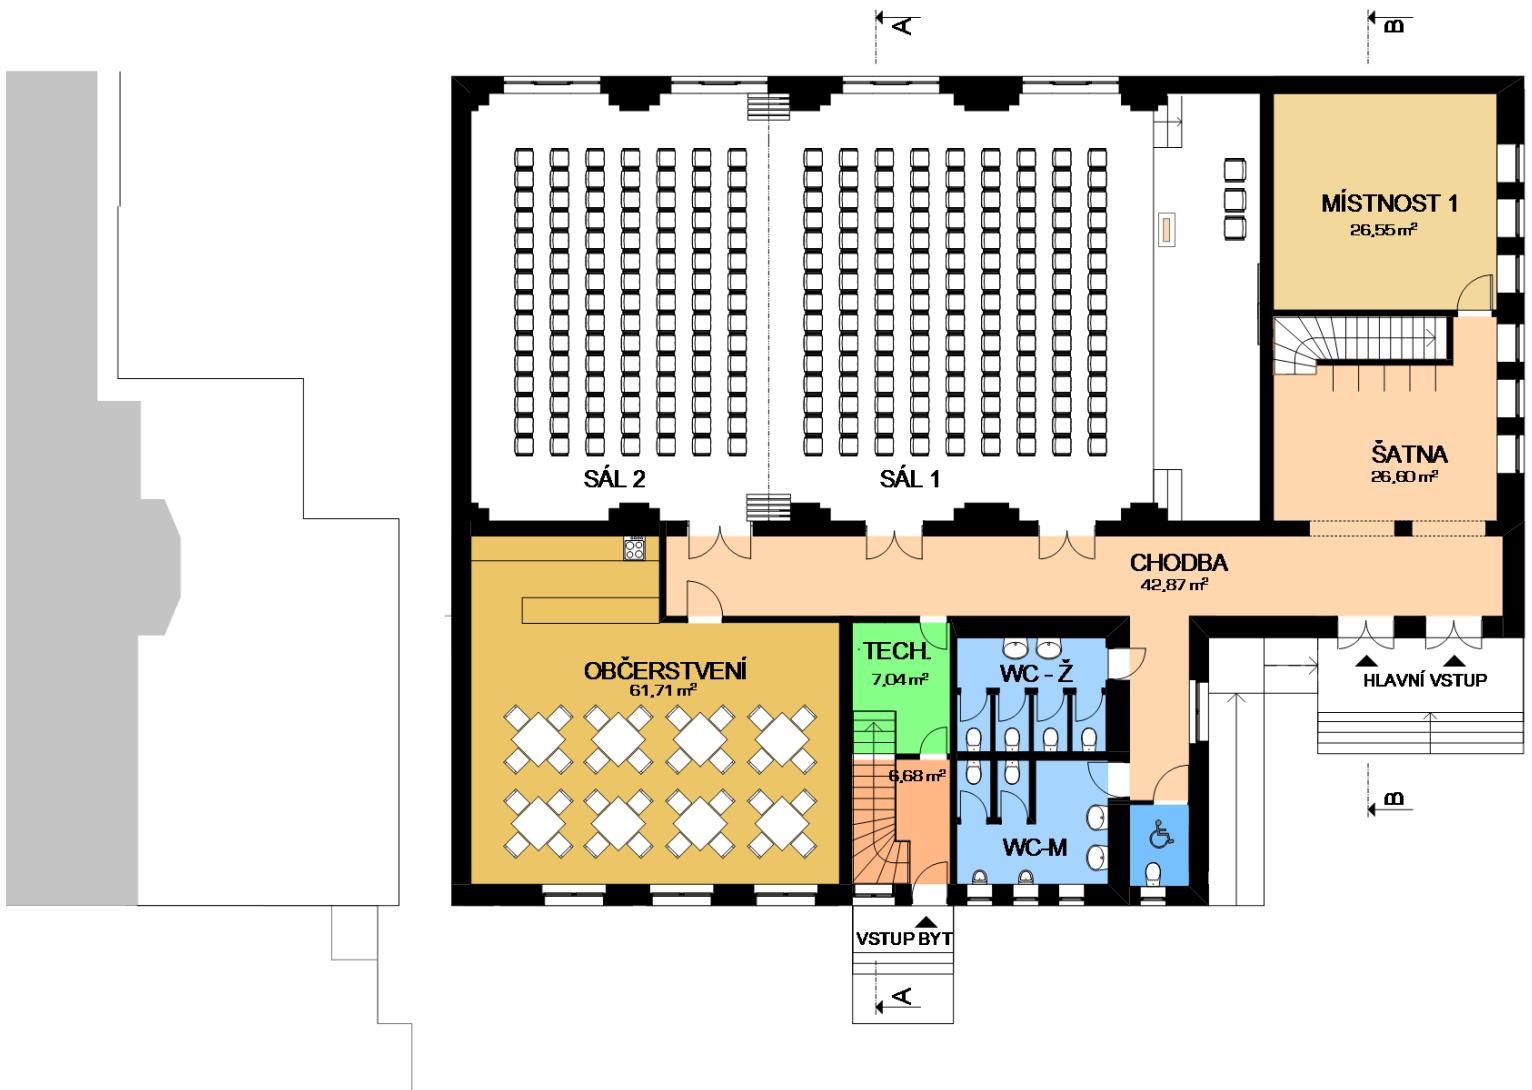 A
B
MÍSTNOST 1
26,55 m²
SÁL 2
SÁL 1
ŠATNA
26,60 m²
CHODBA
42,87 m²
OBČERSTVENÍ
61,71 m²
TECH.
7,04 m²
WC - Ž
HLAVNÍ VSTUP
6,68 m²
WC-M
B
VSTUP BYT
A